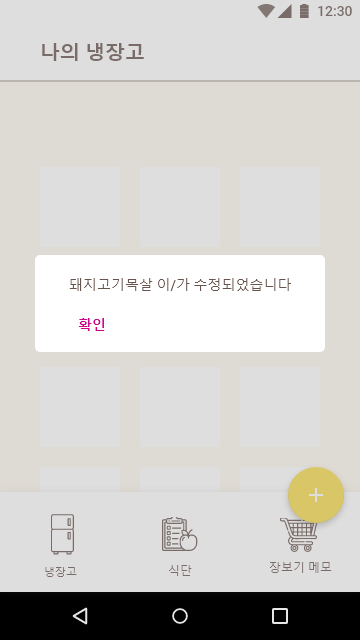 12:30
나의 냉장고
돼지고기목살 이/가 수정되었습니다
확인
냉장고
식단
장보기 메모